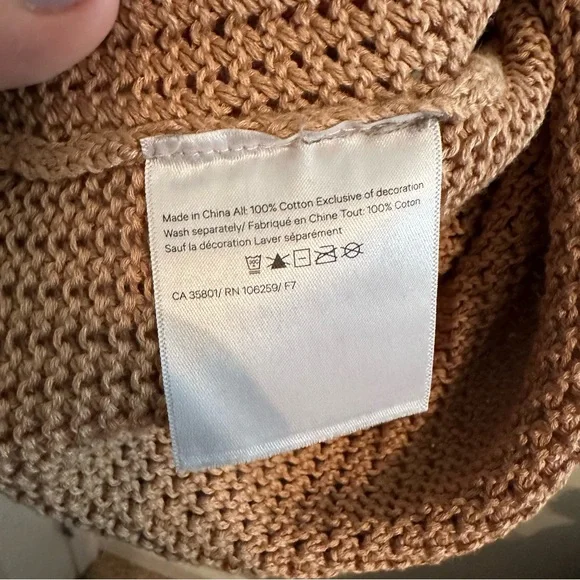 Made in China All: 100% Cotton Exclusive of decoration
Wash separately/ Fabriqué en Chine Tout: 100% Coton
Sauf la décoration Laver séparément
CA 35801/ RN 106259/ F7